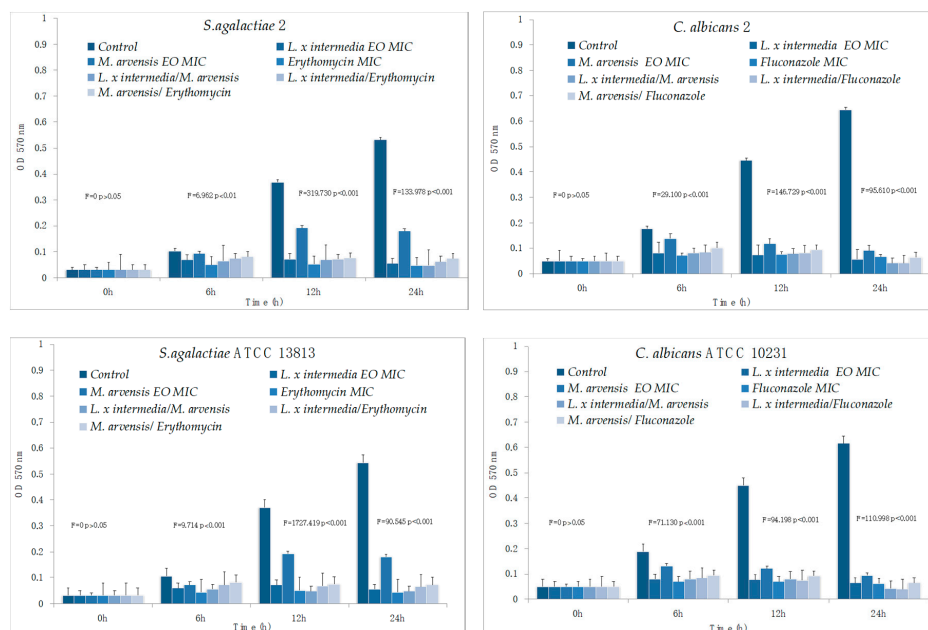 S.agalactiae 2
Control
L. x intermedia EO MIC
M. arvensis EO MIC
Erythromycin MIC
L. x intermedia/M. arvensis
L. x intermedia/Erythromycin
M. arvensis/ Erythomycin
OD 570 nm
1
0.9
0.8
0.7
0.6
0.5
0.4
0.3
0.2
0.1
0
F=0 p>0.05
F=6.962 p<0.01
F=319.730 p<0.001
F=133.978 p<0.001
0h
6h
12h
24h
Time (h)
C. albicans 2
Control
L. x intermedia EO MIC
M. arvensis EO MIC
Fluconazole MIC
L. x intermedia/M. arvensis
L. x intermedia/Fluconazole
M. arvensis/ Fluconazole
OD 570 nm
1
0.9
0.8
0.7
0.6
0.5
0.4
0.3
0.2
0.1
0
F=0 p>0.05
F=29.100 p<0.001
F=146.729 p<0.001
F=95.610 p<0.001
0h
6h
12h
24h
Time (h)
S.agalactiae ATCC 13813
Control
L. x intermedia EO MIC
M. arvensis EO MIC
Erythomycin MIC
L. x intermedia/M. arvensis
L. x intermedia/Erythomycin
M. arvensis/ Erythomycin
OD 570 nm
1
0.9
0.8
0.7
0.6
0.5
0.4
0.3
0.2
0.1
0
F=0 p>0.05
F=9.714 p<0.001
F=1727.419 p<0.001
F=90.545 p<0.001
0h
6h
12h
24h
Time (h)
C. albicans ATCC 10231
Control
L. x intermedia EO MIC
M. arvensis EO MIC
Fluconazole MIC
L. x intermedia/M. arvensis
L. x intermedia/Fluconazole
M. arvensis/ Fluconazole
OD 570 nm
1
0.9
0.8
0.7
0.6
0.5
0.4
0.3
0.2
0.1
0
F=0 p>0.05
F=71.130 p<0.001
F=94.198 p<0.001
F=110.998 p<0.001
0h
6h
12h
24h
Time (h)